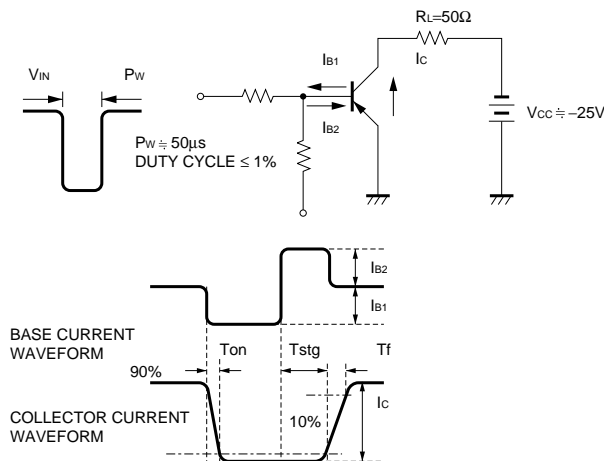 RL=50Ω
IB1
IC
VIN
PW
VCC ≒ −25V
IB2
PW ≒ 50µs
DUTY CYCLE ≤ 1%
IB2
IB1
BASE CURRENT
WAVEFORM
Ton
Tstg
Tf
90%
IC
10%
COLLECTOR CURRENT
WAVEFORM